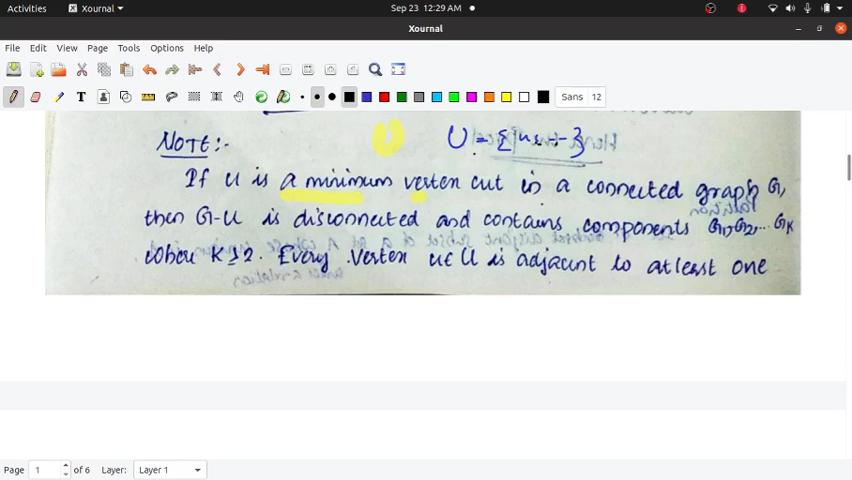 Activities Xournal Sep 23 12:29 AM
Xournal
File Edit View Page Tools Options Help
Sans 12
NOTE:- U U = {u
If U is a minimum vertex cut in a connected graph G,
then G-U is disconnected and contains components G1, G2, ... Gk
where K ≥ 2. Every vertex u∈U is adjacent to atleast one
Page 1 of 6 Layer: Layer 1